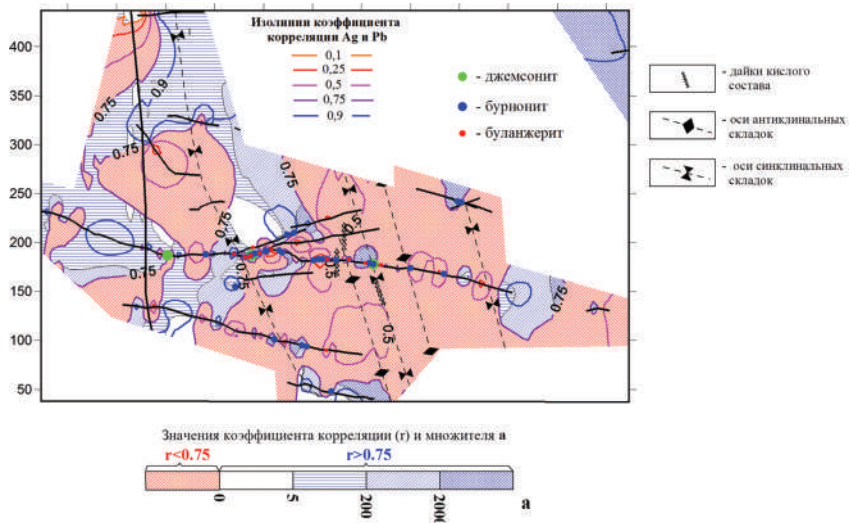 400
350
300
250
200
150
100
50
Изолинии коэффициента
корреляции Ag и Pb
0,1
0,25
0,5
0,75
0,9
- джемсонит
- бурнонит
- буланжерит
- дайки кислого
состава
- оси антиклинальных
складок
- оси синклинальных
складок
0.75
0.9
0.75
0.75
0.75
0.75
0.75
0.5
0.5
0.5
0.75
Значения коэффициента корреляции (r) и множителя a
r<0.75
r>0.75
0
5
200
2000
a